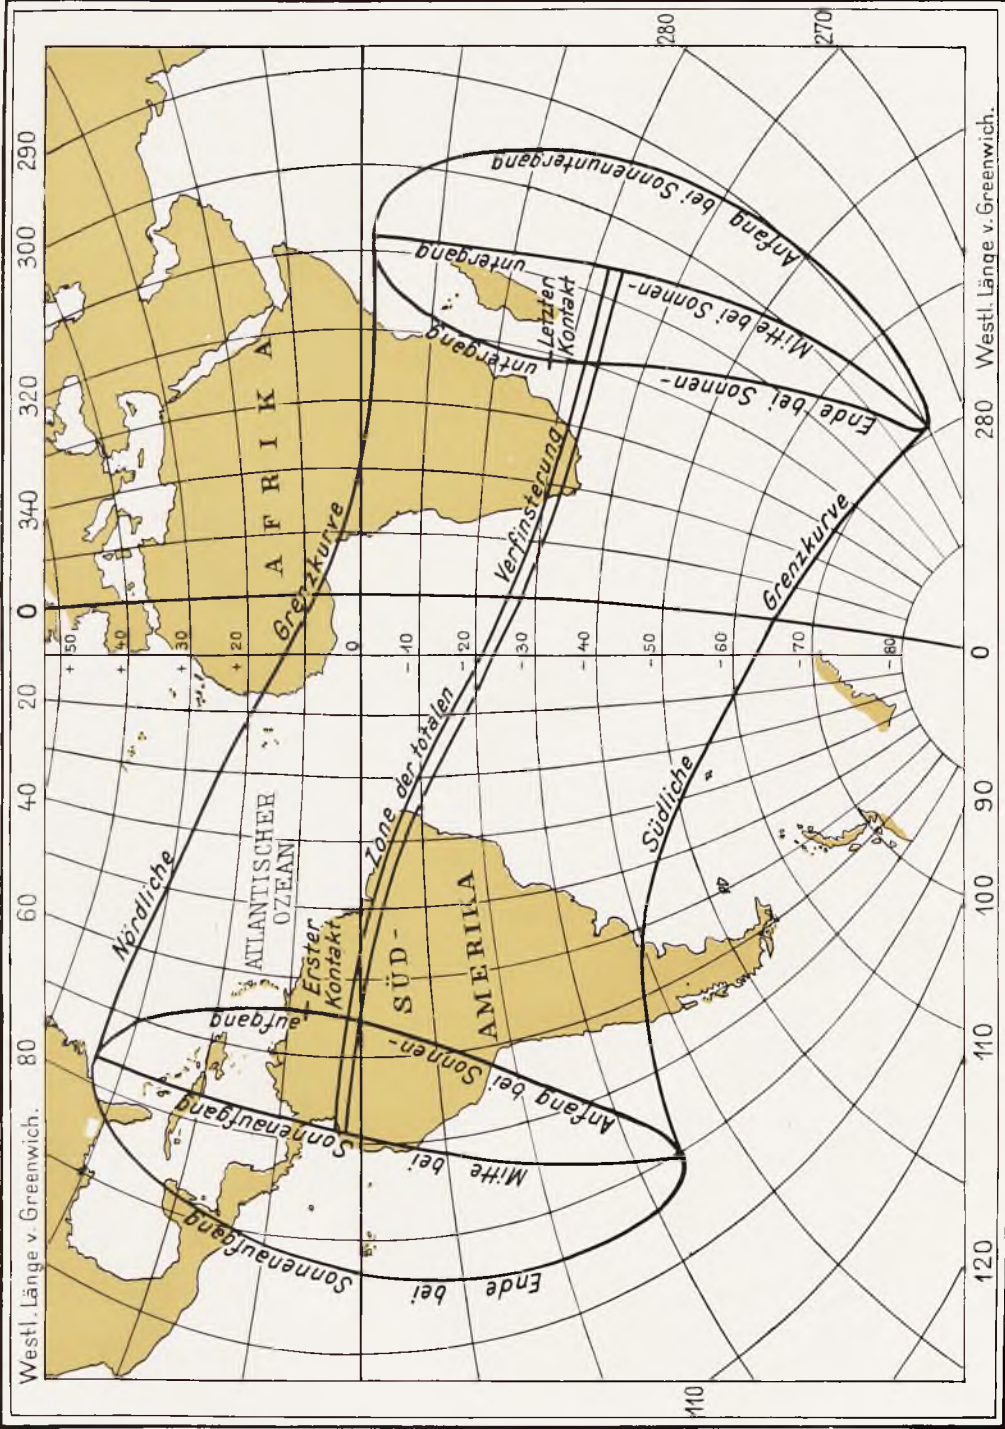 Westl. Länge v. Greenwich.
80
60
40
20
0
340
320
300
290
280
270
+50
+40
+30
+20
0
-10
-20
-30
-40
-50
-60
-70
-80
AFRIKA
ATLANTISCHER
OZEAN
SÜD-
AMERIKA
Nördliche
Grenzkurve
Erster
Kontakt
Zone der totalen
Verfinsterung
Letzter
Kontakt
Südliche
Grenzkurve
Anfang bei Sonnen-
aufgang
Mitte bei Sonnenaufgang
Ende bei Sonnenaufgang
Ende bei Sonnen-
untergang
Mitte bei Sonnen-
untergang
Anfang bei Sonnenuntergang
110
120
110
100
90
0
280
Westl. Länge v. Greenwich.